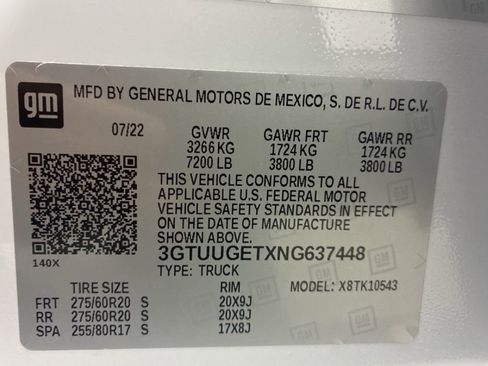 gm
MFD BY GENERAL MOTORS DE MEXICO, S. DE R.L. DE C.V.
07/22 GVWR GAWR FRT GAWR RR
3266 KG 1724 KG 1724 KG
7200 LB 3800 LB 3800 LB
THIS VEHICLE CONFORMS TO ALL
APPLICABLE U.S. FEDERAL MOTOR
VEHICLE SAFETY STANDARDS IN EFFECT
ON THE DATE OF MANUFACTURE
SHOWN ABOVE.
140X
3GTUUGETXNG637448
TYPE: TRUCK MODEL: X8TK10543
TIRE SIZE RIM
FRT 275/60R20 S 20X9J
RR 275/60R20 S 20X9J
SPA 255/80R17 S 17X8J